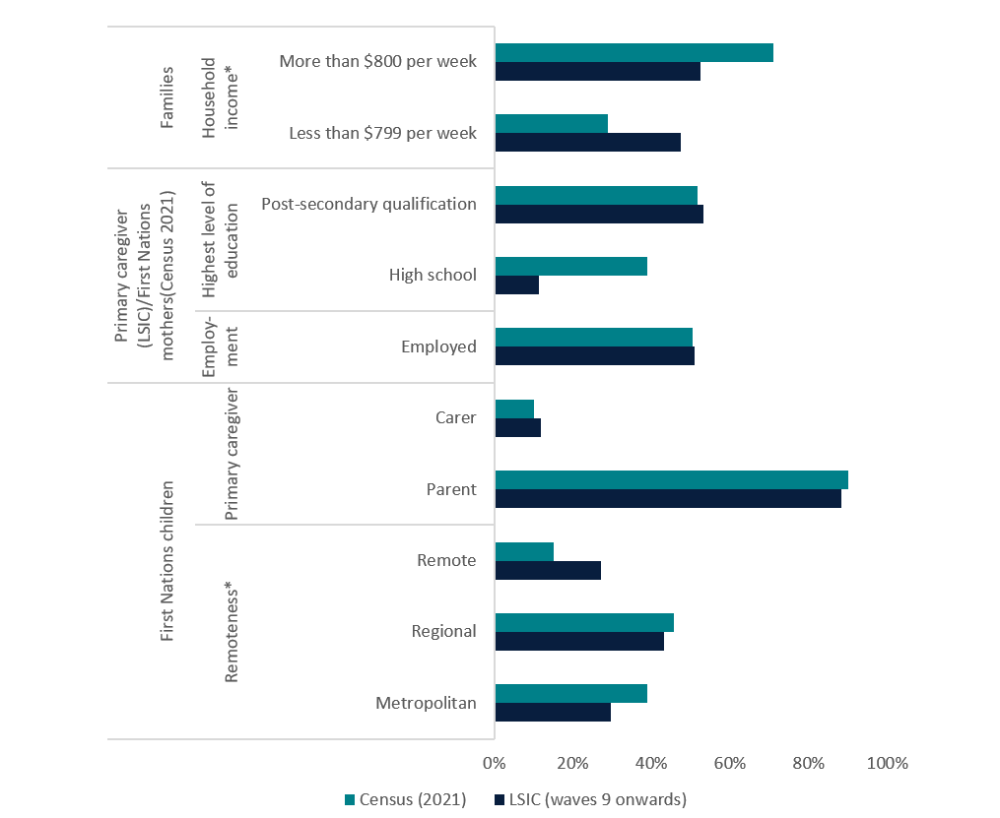 Families
Household
income*
More than $800 per week
Less than $799 per week
Primary caregiver
(LSIC)/First Nations
mothers(Census 2021)
Highest level of
education
Post-secondary qualification
High school
Employ-
ment
Employed
First Nations children
Primary caregiver
Carer
Parent
Remoteness*
Remote
Regional
Metropolitan
0% 20% 40% 60% 80% 100%
Census (2021) LSIC (waves 9 onwards)